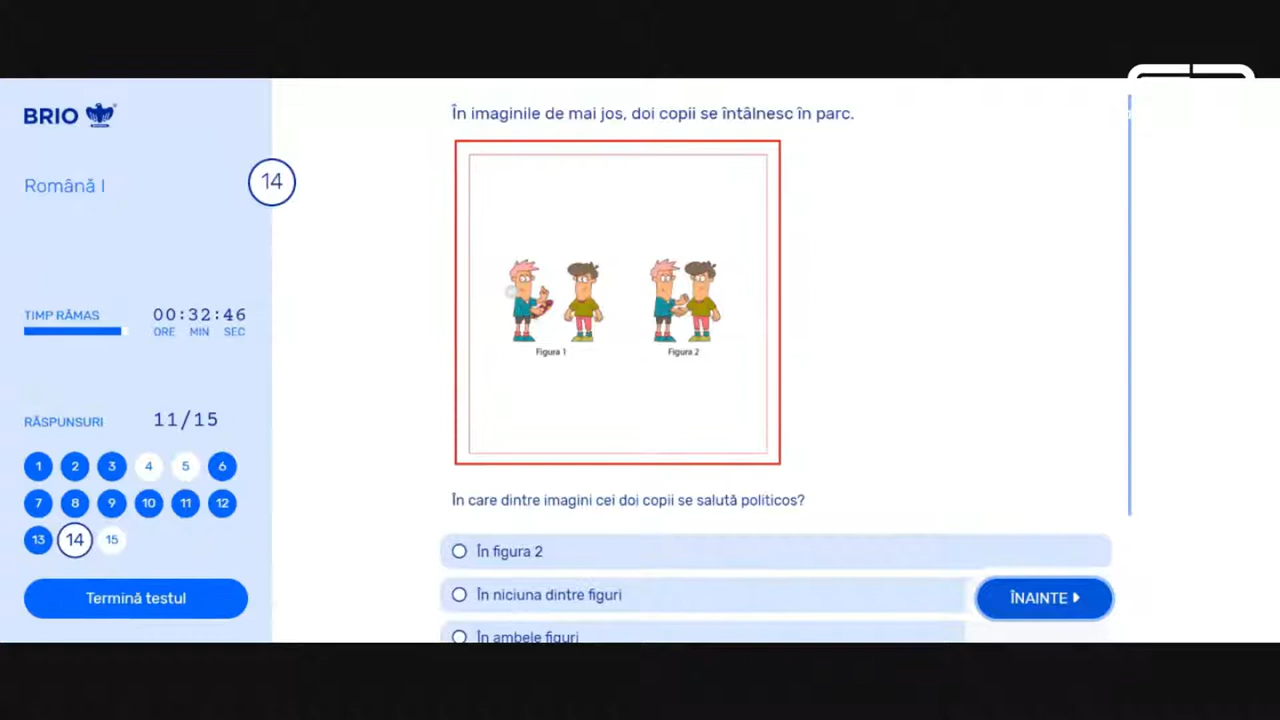 BRIO
Română I
14
TIMP RĂMAS
00:32:46
ORE MIN SEC
RĂSPUNSURI
11/15
1 2 3 4 5 6
7 8 9 10 11 12
13 14 15
Termină testul
În imaginile de mai jos, doi copii se întâlnesc în parc.
Figura 1
Figura 2
În care dintre imagini cei doi copii se salută politicos?
În figura 2
În niciuna dintre figuri
În ambele figuri
ÎNAINTE